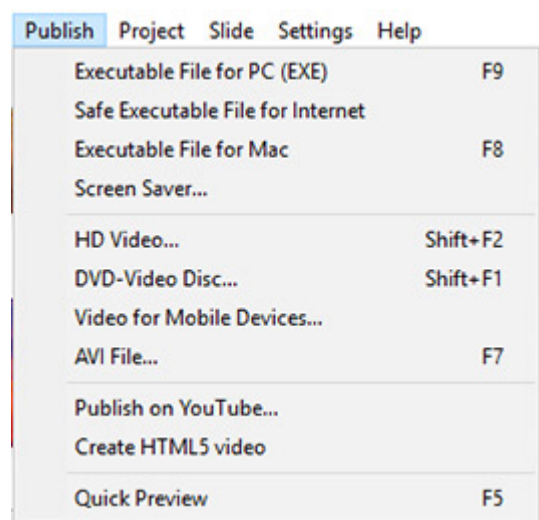 Publish Project Slide Settings Help
Executable File for PC (EXE) F9
Safe Executable File for Internet
Executable File for Mac F8
Screen Saver...
HD Video... Shift+F2
DVD-Video Disc... Shift+F1
Video for Mobile Devices...
AVI File... F7
Publish on YouTube...
Create HTML5 video
Quick Preview F5